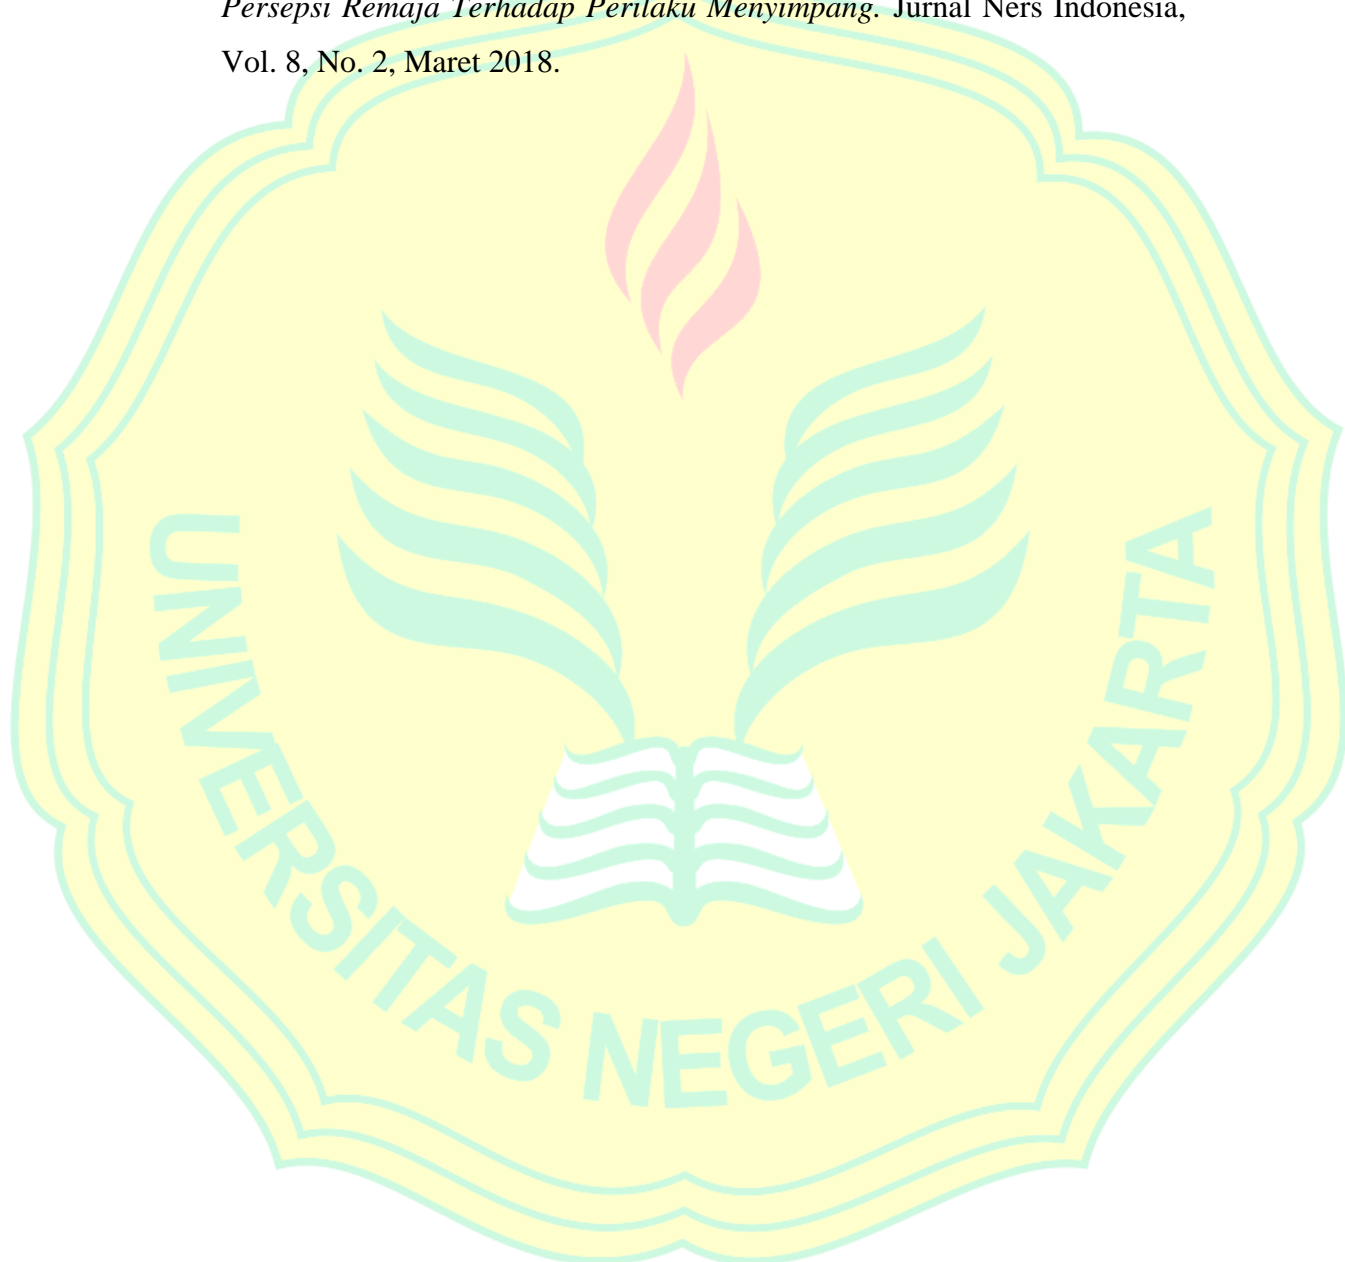 Persepsi Remaja Terhadap Perilaku Menyimpang. Jurnal Ners Indonesia,
Vol. 8, No. 2, Maret 2018.
UNIVERSITAS NEGERI JAKARTA